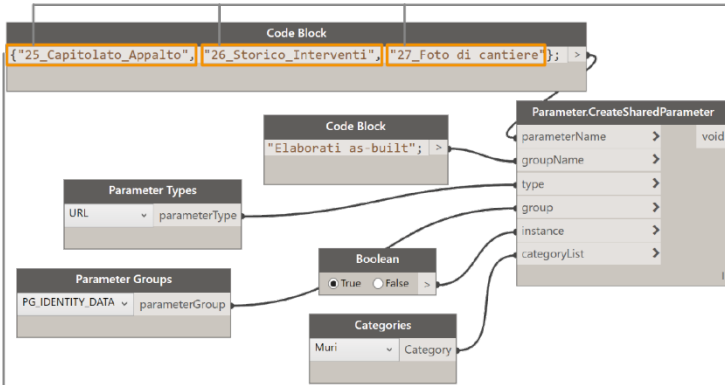 Code Block
{"25_Capitolato_Appalto", "26_Storico_Interventi", "27_Foto di cantiere"}; >
Parameter.CreateSharedParameter
parameterName >
void
groupName >
type >
group >
instance >
categoryList >
Code Block
"Elaborati as-built"; >
Parameter Types
URL parameterType
Boolean
True False >
Parameter Groups
PG_IDENTITY_DATA parameterGroup
Categories
Muri Category